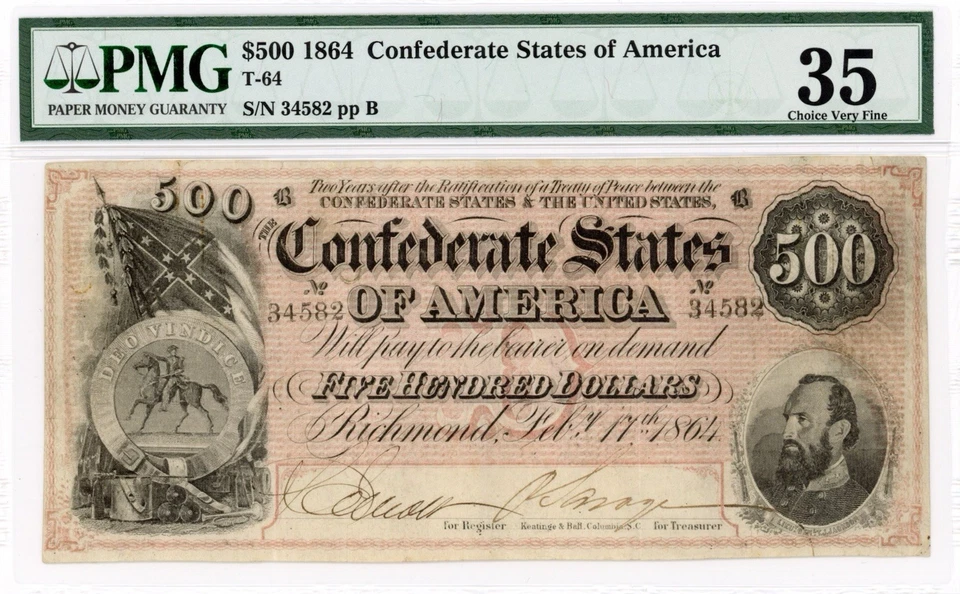 PMG
PAPER MONEY GUARANTY
$500 1864 Confederate States of America
T-64
S/N 34582 pp B
35
Choice Very Fine
500
B
Two Years after the Ratification of a Treaty of Peace between the
B
CONFEDERATE STATES & THE UNITED STATES,
THE
Confederate States
500
No
No
34582 OF AMERICA 34582
DEO VINDICE
Will pay to the bearer on demand
FIVE HUNDRED DOLLARS
Richmond, Feby. 17th 1864
for Register Keatinge & Ball, Columbia, S.C. for Treasurer